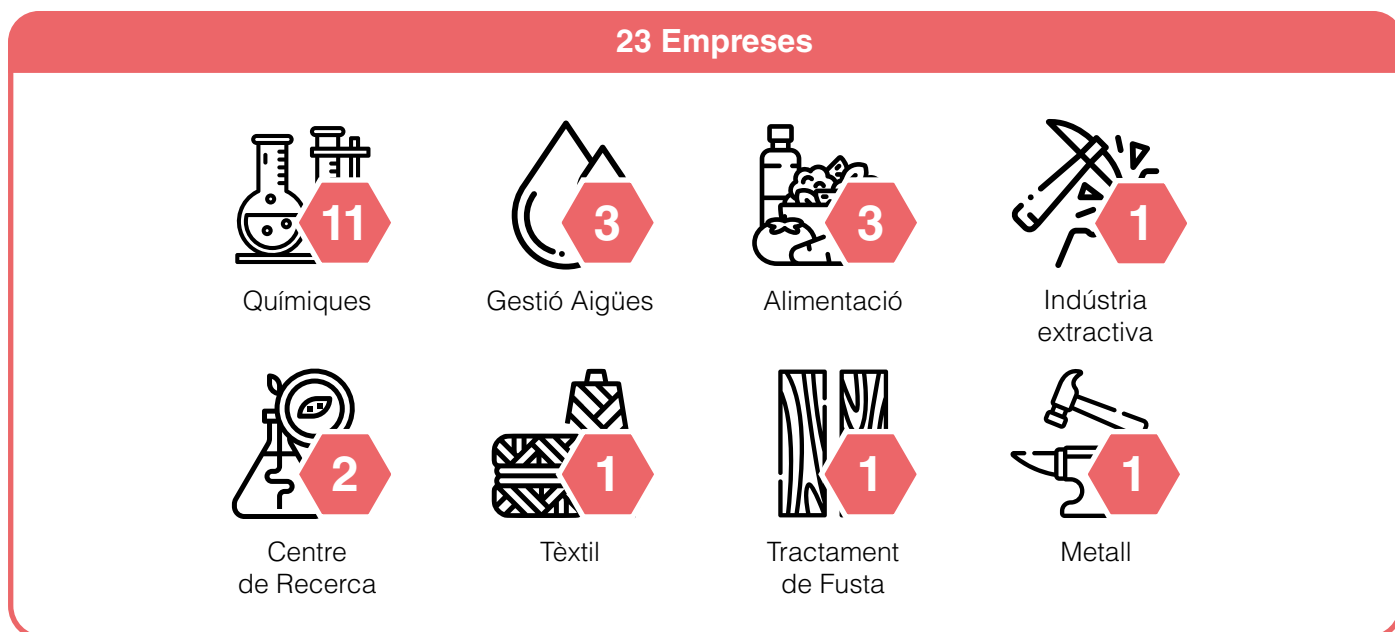 23 Empreses
11
3
3
1
Químiques
Gestió Aigües
Alimentació
Indústria
extractiva
2
1
1
1
Centre
de Recerca
Tèxtil
Tractament
de Fusta
Metall